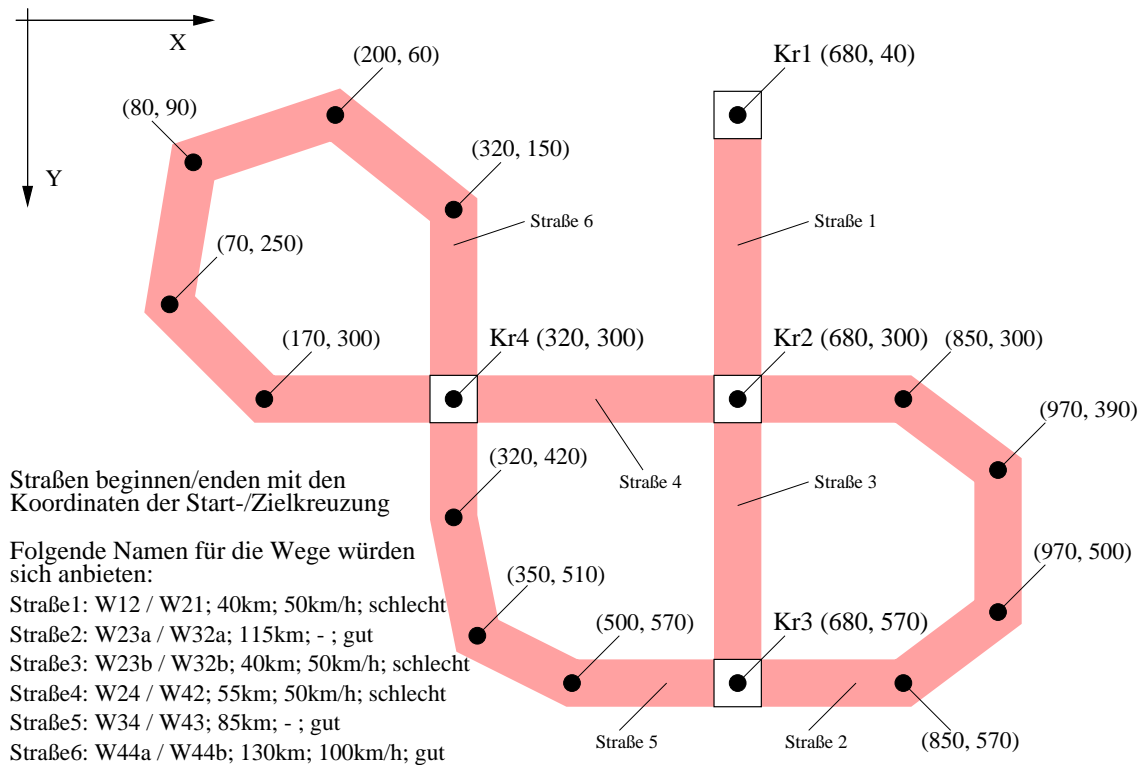 X
Y
(200, 60)
Kr1 (680, 40)
(80, 90)
(320, 150)
Straße 6
Straße 1
(70, 250)
(170, 300)
Kr4 (320, 300)
Kr2 (680, 300)
(850, 300)
(970, 390)
(320, 420)
Straße 4
Straße 3
Straßen beginnen/enden mit den
Koordinaten der Start-/Zielkreuzung
Folgende Namen für die Wege würden
sich anbieten:
Straße1: W12 / W21; 40km; 50km/h; schlecht
Straße2: W23a / W32a; 115km; - ; gut
Straße3: W23b / W32b; 40km; 50km/h; schlecht
Straße4: W24 / W42; 55km; 50km/h; schlecht
Straße5: W34 / W43; 85km; - ; gut
Straße6: W44a / W44b; 130km; 100km/h; gut
(350, 510)
(970, 500)
(500, 570)
Kr3 (680, 570)
Straße 5
Straße 2
(850, 570)